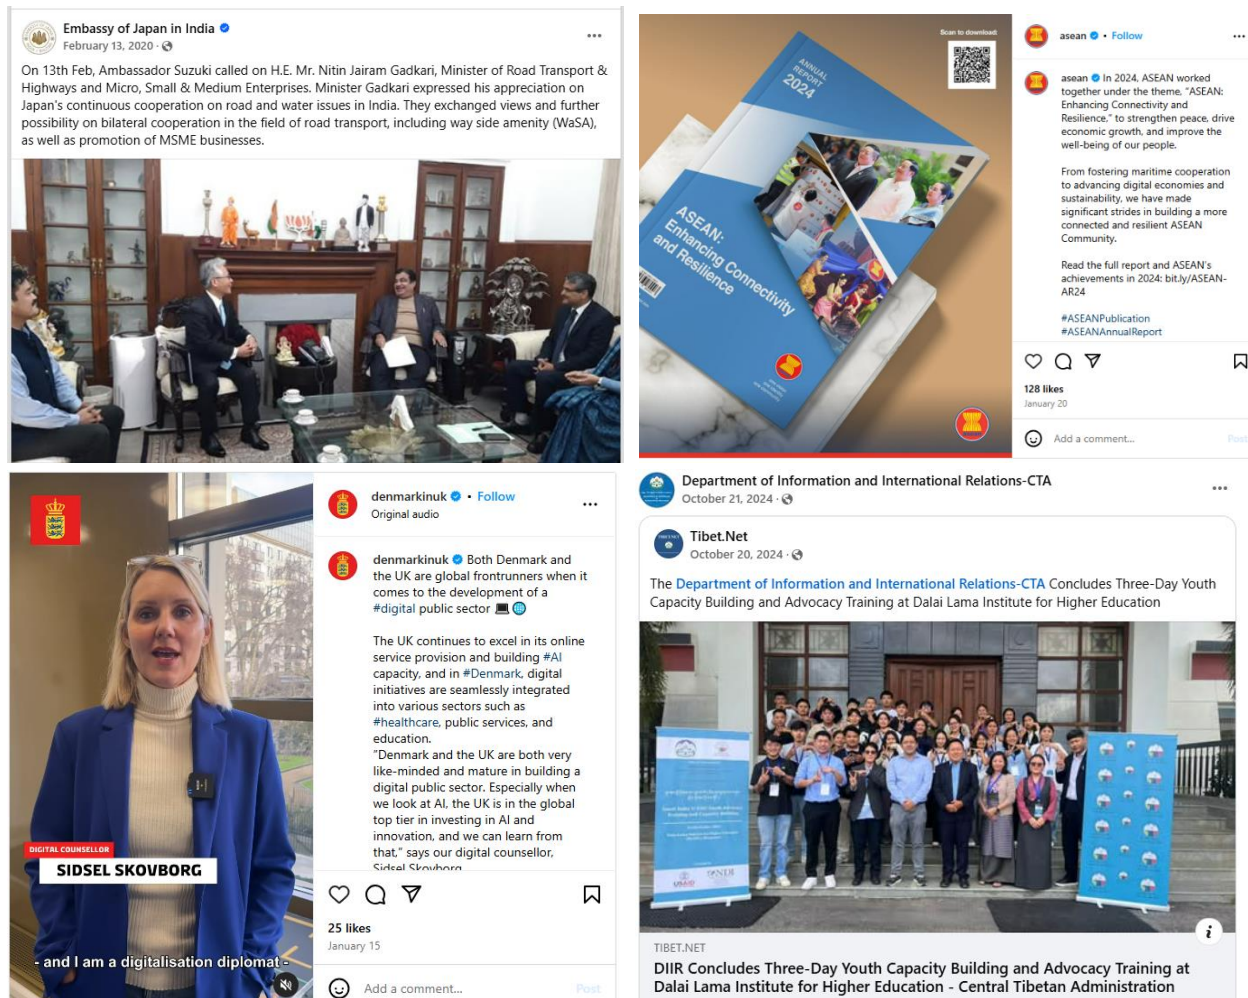 Embassy of Japan in India
February 13, 2020 ·
On 13th Feb, Ambassador Suzuki called on H.E. Mr. Nitin Jairam Gadkari, Minister of Road Transport &
Highways and Micro, Small & Medium Enterprises. Minister Gadkari expressed his appreciation on
Japan's continuous cooperation on road and water issues in India. They exchanged views and further
possibility on bilateral cooperation in the field of road transport, including way side amenity (WaSA),
as well as promotion of MSME businesses.
Scan to download:
ANNUAL
REPORT
2024
ASEAN:
Enhancing Connectivity
and Resilience
asean • Follow
asean In 2024, ASEAN worked
together under the theme, "ASEAN:
Enhancing Connectivity and
Resilience," to strengthen peace, drive
economic growth, and improve the
well-being of our people.
From fostering maritime cooperation
to advancing digital economies and
sustainability, we have made
significant strides in building a more
connected and resilient ASEAN
Community.
Read the full report and ASEAN's
achievements in 2024: bit.ly/ASEAN-
AR24
#ASEANPublication
#ASEANAnnualReport
128 likes
January 20
Add a comment...
Post
DIGITAL COUNSELLOR
SIDSEL SKOVBORG
- and I am a digitalisation diplomat -
denmarkinuk • Follow
Original audio
denmarkinuk Both Denmark and
the UK are global frontrunners when it
comes to the development of a
#digital public sector 💻🌐
The UK continues to excel in its online
service provision and building #AI
capacity, and in #Denmark, digital
initiatives are seamlessly integrated
into various sectors such as
#healthcare, public services, and
education.
"Denmark and the UK are both very
like-minded and mature in building a
digital public sector. Especially when
we look at AI, the UK is in the global
top tier in investing in AI and
innovation, and we can learn from
that," says our digital counsellor,
Sidsel Skovborg
25 likes
January 15
Add a comment...
Post
Department of Information and International Relations-CTA
October 21, 2024 ·
Tibet.Net
October 20, 2024 ·
The Department of Information and International Relations-CTA Concludes Three-Day Youth
Capacity Building and Advocacy Training at Dalai Lama Institute for Higher Education
USAID
NDI
TIBET.NET
DIIR Concludes Three-Day Youth Capacity Building and Advocacy Training at
Dalai Lama Institute for Higher Education - Central Tibetan Administration